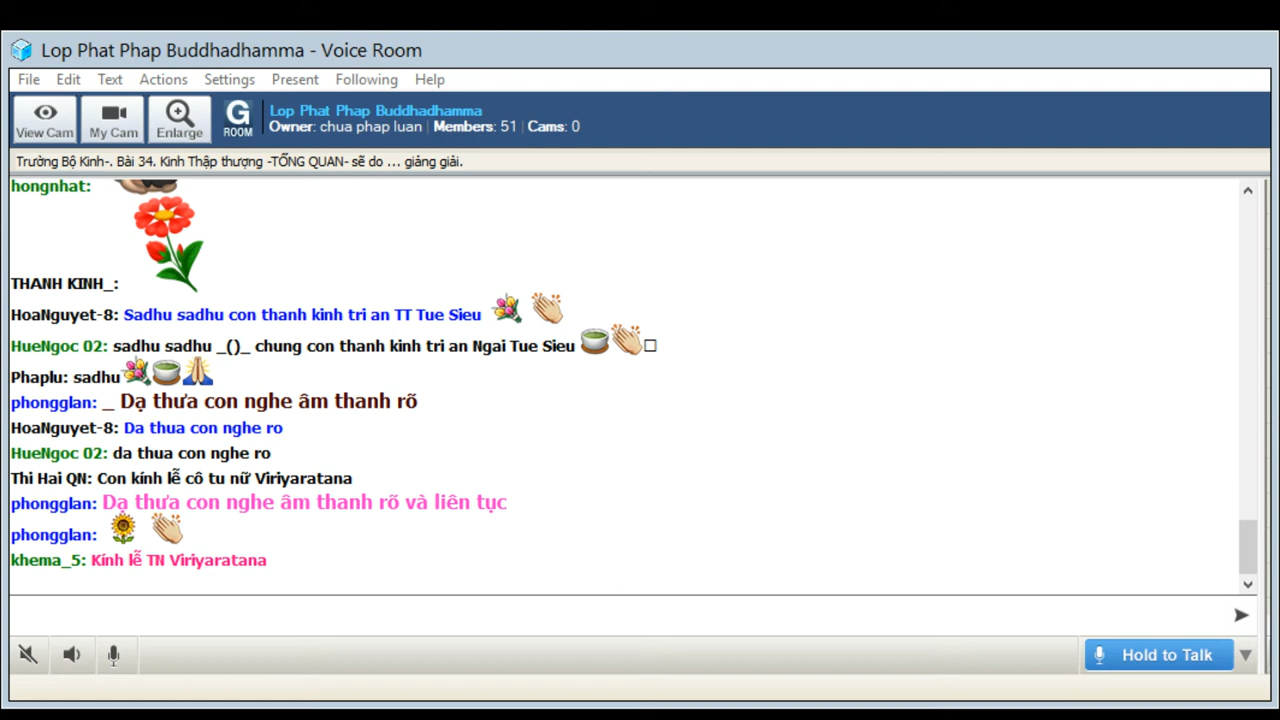 Lop Phat Phap Buddhadhamma - Voice Room
File Edit Text Actions Settings Present Following Help
View Cam My Cam Enlarge G ROOM
Lop Phat Phap Buddhadhamma
Owner: chua phap luan | Members: 51 | Cams: 0
Trường Bộ Kinh-. Bài 34. Kinh Thập thượng -TỔNG QUAN- sẽ do ... giảng giải.
hongnhat:
THANH KINH_:
HoaNguyet-8: Sadhu sadhu con thanh kinh tri an TT Tue Sieu
HueNgoc 02: sadhu sadhu _()_ chung con thanh kinh tri an Ngai Tue Sieu
Phaplu: sadhu
phongglan: _ Dạ thưa con nghe âm thanh rõ
HoaNguyet-8: Da thua con nghe ro
HueNgoc 02: da thua con nghe ro
Thi Hai QN: Con kính lễ cô tu nữ Viriyaratana
phongglan: Dạ thưa con nghe âm thanh rõ và liên tục
phongglan:
khema_5: Kính lễ TN Viriyaratana
Hold to Talk